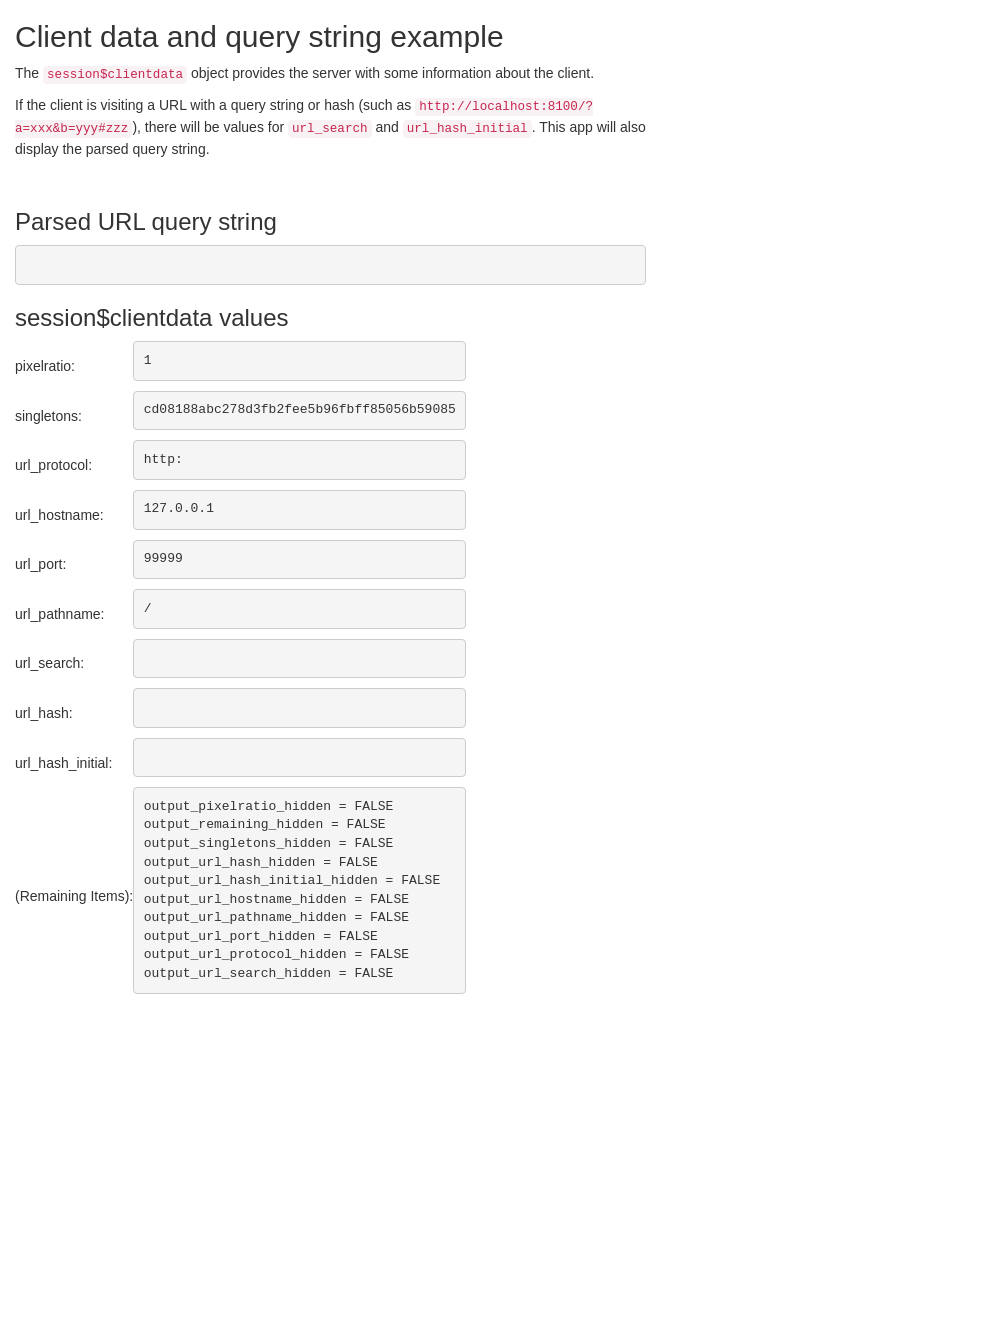 Client data and query string example
The session$clientdata object provides the server with some information about the client.
If the client is visiting a URL with a query string or hash (such as http://localhost:8100/?
a=xxx&b=yyy#zzz ), there will be values for url_search and url_hash_initial. This app will also
display the parsed query string.
Parsed URL query string
session$clientdata values
pixelratio: 1
singletons: cd08188abc278d3fb2fee5b96fbff85056b59085
url_protocol: http:
url_hostname: 127.0.0.1
url_port: 99999
url_pathname: /
url_search:
url_hash:
url_hash_initial:
(Remaining Items):
output_pixelratio_hidden = FALSE
output_remaining_hidden = FALSE
output_singletons_hidden = FALSE
output_url_hash_hidden = FALSE
output_url_hash_initial_hidden = FALSE
output_url_hostname_hidden = FALSE
output_url_pathname_hidden = FALSE
output_url_port_hidden = FALSE
output_url_protocol_hidden = FALSE
output_url_search_hidden = FALSE